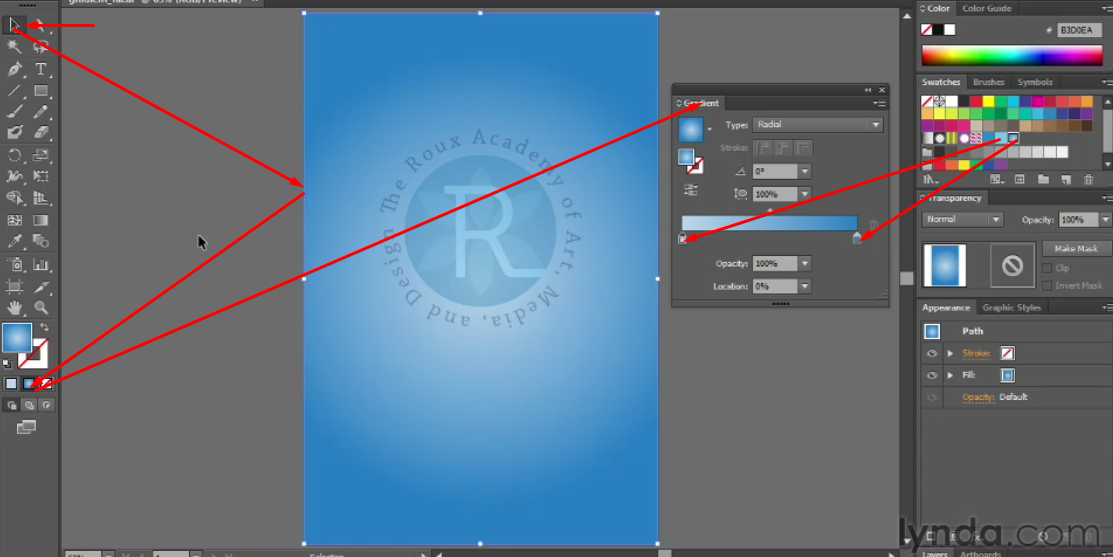 Color
Color Guide
#
B3D0EA
T
Swatches
Brushes
Symbols
Gradient
Type:
Radial
Stroke:
0°
100%
Opacity:
100%
Location:
0%
The Roux Academy of Art, Media, and Design
R
Transparency
Normal
Opacity:
100%
Make Mask
Clip
Invert Mask
Appearance
Graphic Styles
Path
Stroke:
Fill:
Opacity: Default
lynda.com
Selection
Layers
Artboards